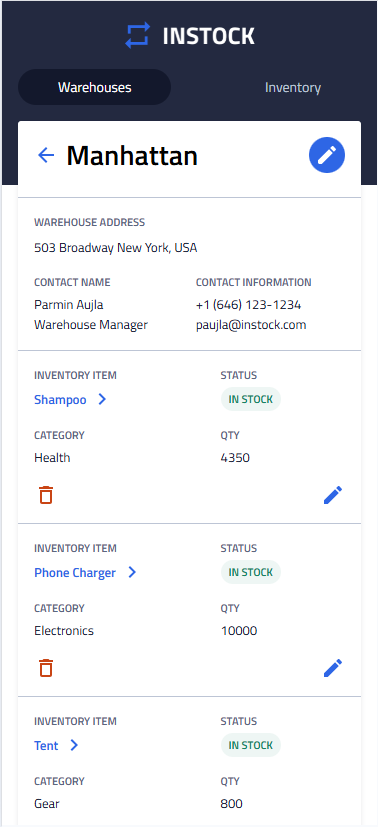 INSTOCK
Warehouses Inventory
Manhattan
WAREHOUSE ADDRESS
503 Broadway New York, USA
CONTACT NAME CONTACT INFORMATION
Parmin Aujla +1 (646) 123-1234
Warehouse Manager paujla@instock.com
INVENTORY ITEM STATUS
Shampoo IN STOCK
CATEGORY QTY
Health 4350
INVENTORY ITEM STATUS
Phone Charger IN STOCK
CATEGORY QTY
Electronics 10000
INVENTORY ITEM STATUS
Tent IN STOCK
CATEGORY QTY
Gear 800